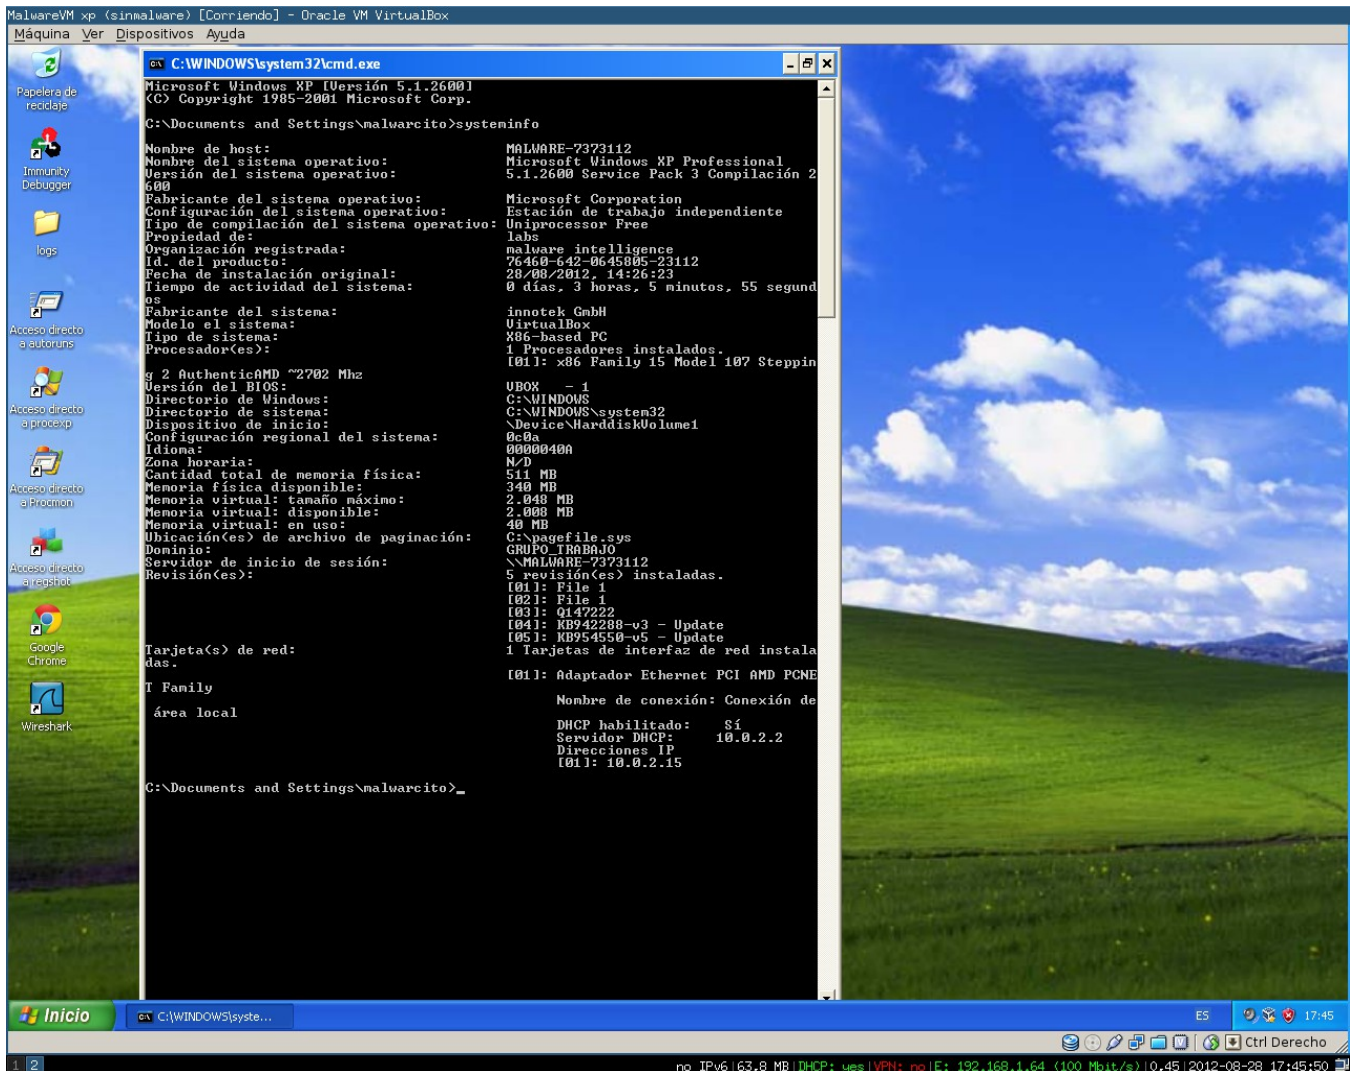 MalwareVM xp (sinmalware) [Corriendo] - Oracle VM VirtualBox
Máquina Ver Dispositivos Ayuda
Papelera de
reciclaje
Immunity
Debugger
logs
Acceso directo
a autoruns
Acceso directo
a procexp
Acceso directo
a Procmon
Acceso directo
a regshot
Google
Chrome
Wireshark
C:\WINDOWS\system32\cmd.exe
Microsoft Windows XP [Versión 5.1.2600]
(C) Copyright 1985-2001 Microsoft Corp.
C:\Documents and Settings\malwarcito>systeminfo
Nombre de host: MALWARE-7373112
Nombre del sistema operativo: Microsoft Windows XP Professional
Versión del sistema operativo: 5.1.2600 Service Pack 3 Compilación 2
600
Fabricante del sistema operativo: Microsoft Corporation
Configuración del sistema operativo: Estación de trabajo independiente
Tipo de compilación del sistema operativo: Uniprocessor Free
Propiedad de: labs
Organización registrada: malware intelligence
Id. del producto: 76460-642-0645805-23112
Fecha de instalación original: 28/08/2012, 14:26:23
Tiempo de actividad del sistema: 0 días, 3 horas, 5 minutos, 55 segund
os
Fabricante del sistema: innotek GmbH
Modelo el sistema: VirtualBox
Tipo de sistema: X86-based PC
Procesador(es): 1 Procesadores instalados.
[01]: x86 Family 15 Model 107 Steppin
g 2 AuthenticAMD ~2702 Mhz
Versión del BIOS: VBOX - 1
Directorio de Windows: C:\WINDOWS
Directorio de sistema: C:\WINDOWS\system32
Dispositivo de inicio: \Device\HarddiskVolume1
Configuración regional del sistema: 0c0a
Idioma: 0000040A
Zona horaria: N/D
Cantidad total de memoria física: 511 MB
Memoria física disponible: 340 MB
Memoria virtual: tamaño máximo: 2.048 MB
Memoria virtual: disponible: 2.008 MB
Memoria virtual: en uso: 40 MB
Ubicación(es) de archivo de paginación: C:\pagefile.sys
Dominio: GRUPO_TRABAJO
Servidor de inicio de sesión: \\MALWARE-7373112
Revisión(es): 5 revisión(es) instaladas.
[01]: File 1
[02]: File 1
[03]: Q147222
[04]: KB942288-v3 - Update
[05]: KB954550-v5 - Update
Tarjeta(s) de red: 1 Tarjetas de interfaz de red instala
das.
[01]: Adaptador Ethernet PCI AMD PCNE
T Family
Nombre de conexión: Conexión de
área local
DHCP habilitado: Sí
Servidor DHCP: 10.0.2.2
Direcciones IP
[01]: 10.0.2.15
C:\Documents and Settings\malwarcito>_
Inicio
C:\WINDOWS\syste...
ES
17:45
Ctrl Derecho
1 2
no IPv6|63.8 MB|DHCP: yes|VPN: no|E: 192.168.1.64 (100 Mbit/s)|0.45|2012-08-28 17:45:50